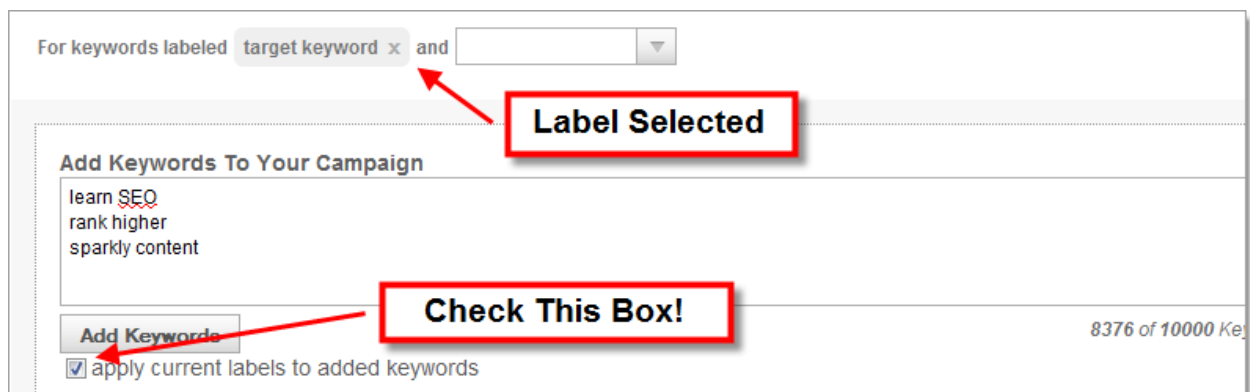 For keywords labeled target keyword x and
Label Selected
Add Keywords To Your Campaign
learn SEO
rank higher
sparkly content
Check This Box!
Add Keywords
8376 of 10000 Key
apply current labels to added keywords